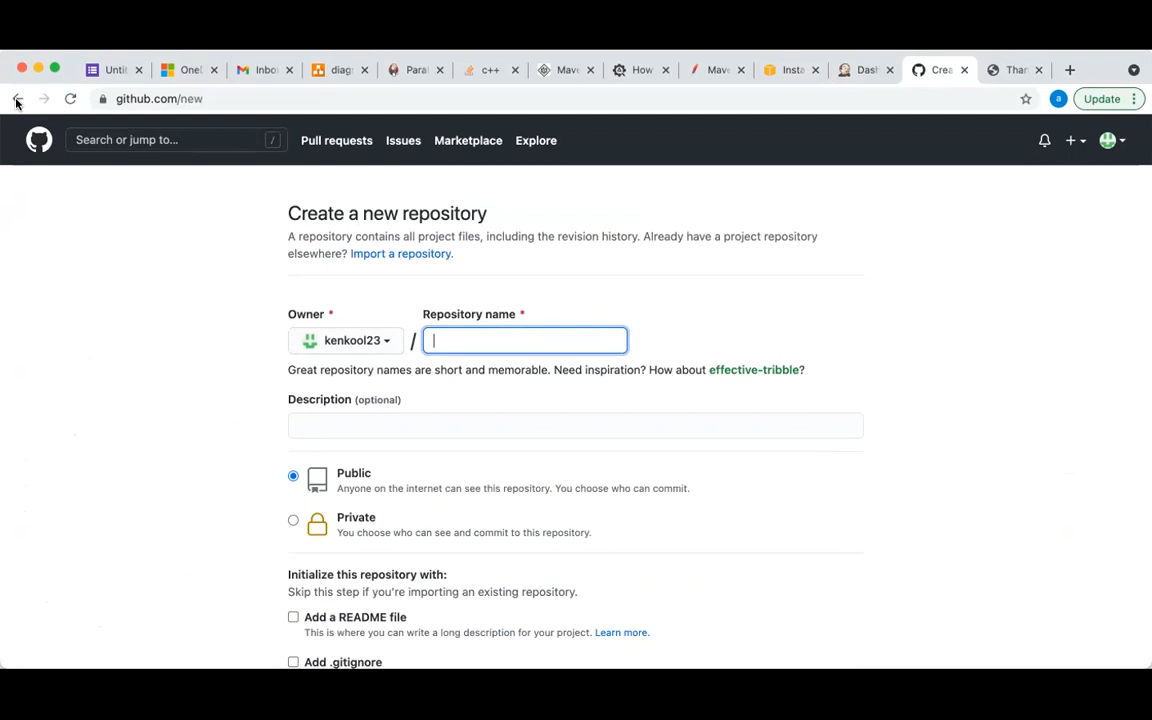 Untit
OneD
Inbo
diagr
Paral
c++
Mave
How
Mave
Insta
Dash
Crea
Than
github.com/new
a
Update
Search or jump to...
/
Pull requests
Issues
Marketplace
Explore
Create a new repository
A repository contains all project files, including the revision history. Already have a project repository
elsewhere? Import a repository.
Owner *
Repository name *
kenkool23
/
Great repository names are short and memorable. Need inspiration? How about effective-tribble?
Description (optional)
Public
Anyone on the internet can see this repository. You choose who can commit.
Private
You choose who can see and commit to this repository.
Initialize this repository with:
Skip this step if you're importing an existing repository.
Add a README file
This is where you can write a long description for your project. Learn more.
Add .gitignore